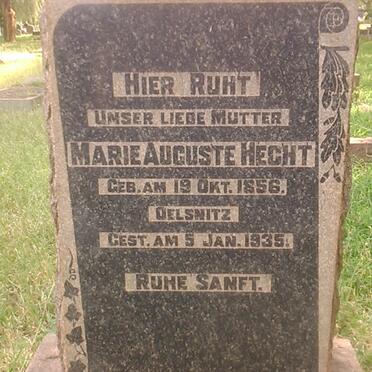 HIER RUHT
UNSER LIEBE MUTTER
MARIE AUGUSTE HECHT
GEB. AM 19 OKT. 1856.
OELSNITZ
GEST. AM 5 JAN. 1935.
RUHE SANFT.